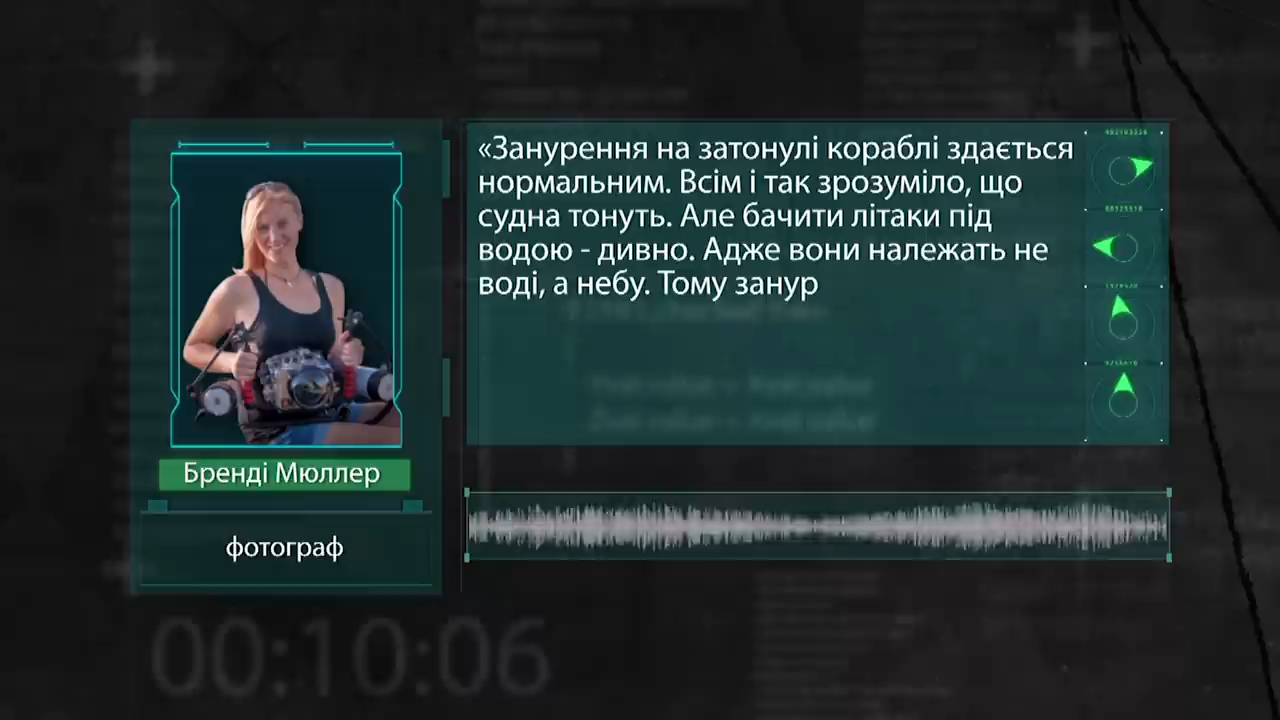 «Занурення на затонулі кораблі здається
нормальним. Всім і так зрозуміло, що
судна тонуть. Але бачити літаки під
водою - дивно. Адже вони належать не
воді, а небу. Тому занур
Бренді Мюллер
фотограф
00:10:06